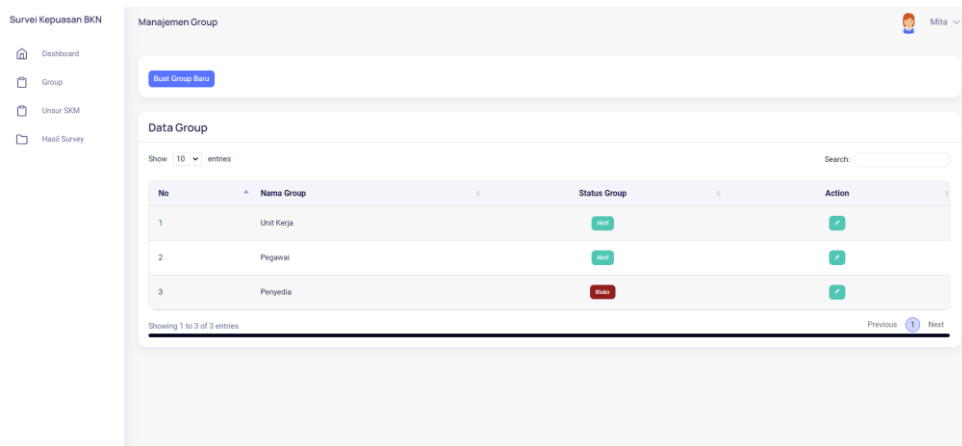 Survei Kepuasan BKN
Manajemen Group
Mita
Dashboard
Group
Unsur SKM
Hasil Survey
Buat Group Baru
Data Group
Show 10 entries
Search:
No Nama Group Status Group Action
1 Unit Kerja Aktif
2 Pegawai Aktif
3 Penyedia Blokir
Showing 1 to 3 of 3 entries
Previous 1 Next